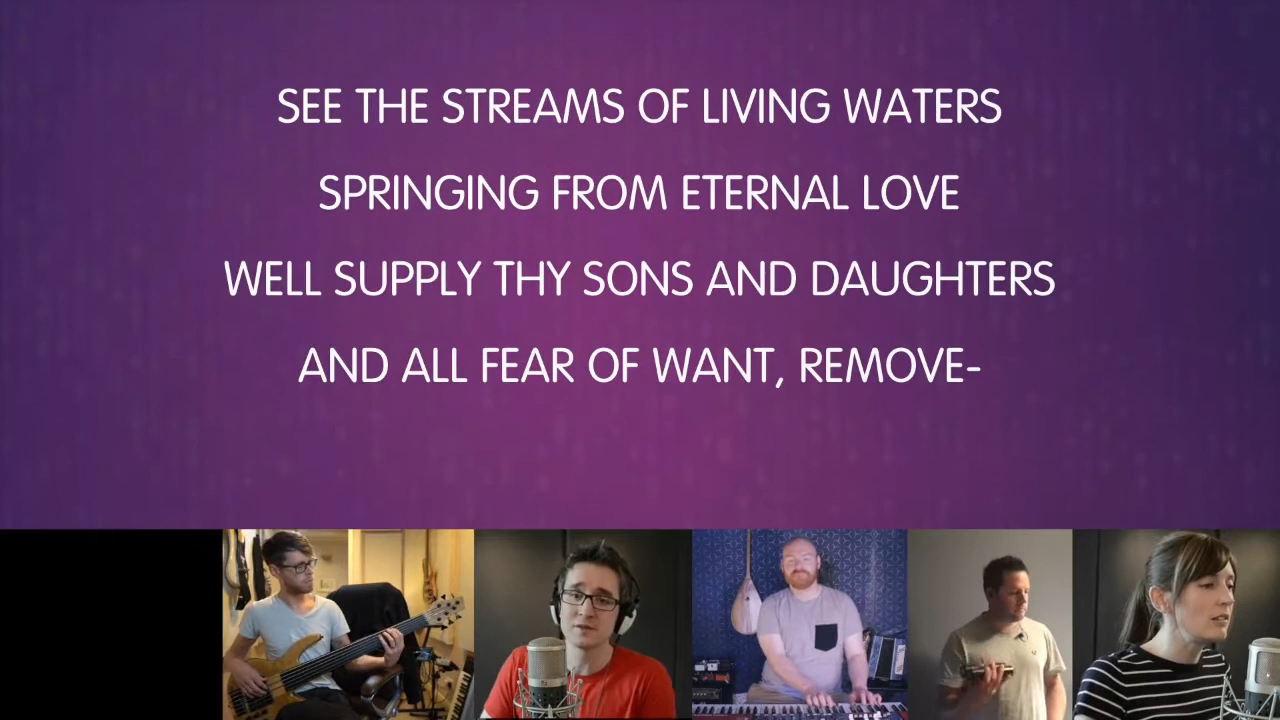 SEE THE STREAMS OF LIVING WATERS
SPRINGING FROM ETERNAL LOVE
WELL SUPPLY THY SONS AND DAUGHTERS
AND ALL FEAR OF WANT, REMOVE-